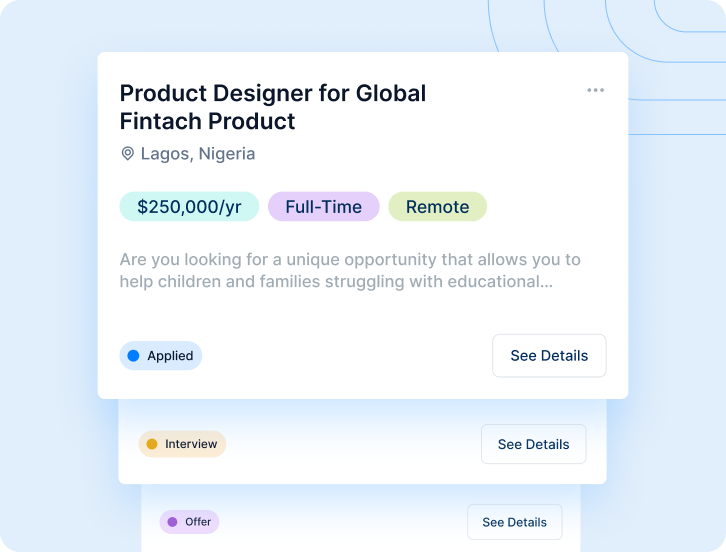 Product Designer for Global
Fintach Product
Lagos, Nigeria
$250,000/yr Full-Time Remote
Are you looking for a unique opportunity that allows you to
help children and families struggling with educational...
Applied See Details
Interview See Details
Offer See Details